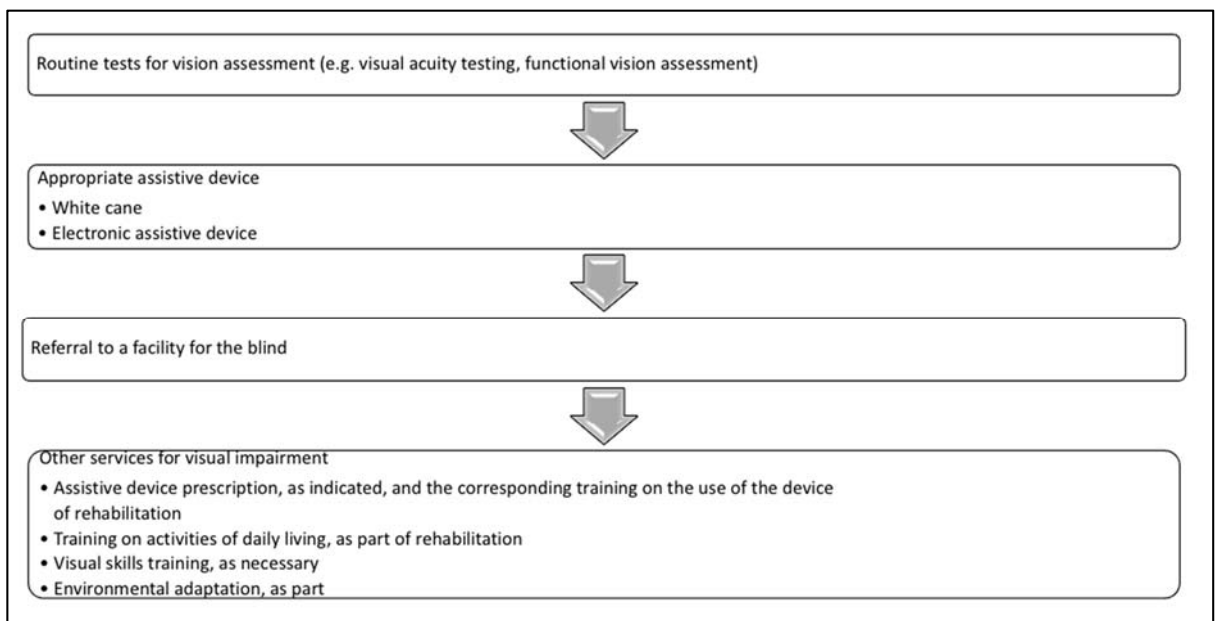 Routine tests for vision assessment (e.g. visual acuity testing, functional vision assessment)
Appropriate assistive device
• White cane
• Electronic assistive device
Referral to a facility for the blind
Other services for visual impairment
• Assistive device prescription, as indicated, and the corresponding training on the use of the device
of rehabilitation
• Training on activities of daily living, as part of rehabilitation
• Visual skills training, as necessary
• Environmental adaptation, as part